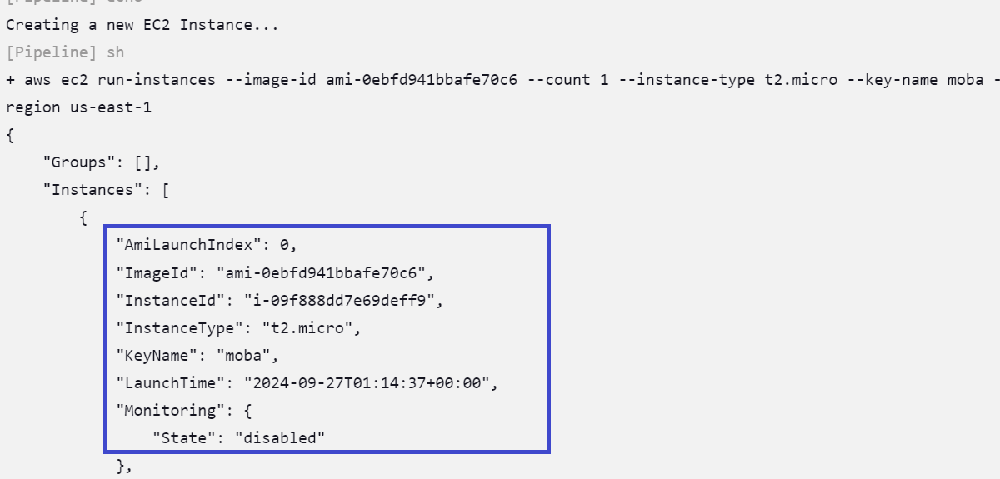 [Pipeline] echo
Creating a new EC2 Instance...
[Pipeline] sh
+ aws ec2 run-instances --image-id ami-0ebfd941bbafe70c6 --count 1 --instance-type t2.micro --key-name moba -
region us-east-1
{
    "Groups": [],
    "Instances": [
        {
            "AmiLaunchIndex": 0,
            "ImageId": "ami-0ebfd941bbafe70c6",
            "InstanceId": "i-09f888dd7e69deff9",
            "InstanceType": "t2.micro",
            "KeyName": "moba",
            "LaunchTime": "2024-09-27T01:14:37+00:00",
            "Monitoring": {
                "State": "disabled"
            },